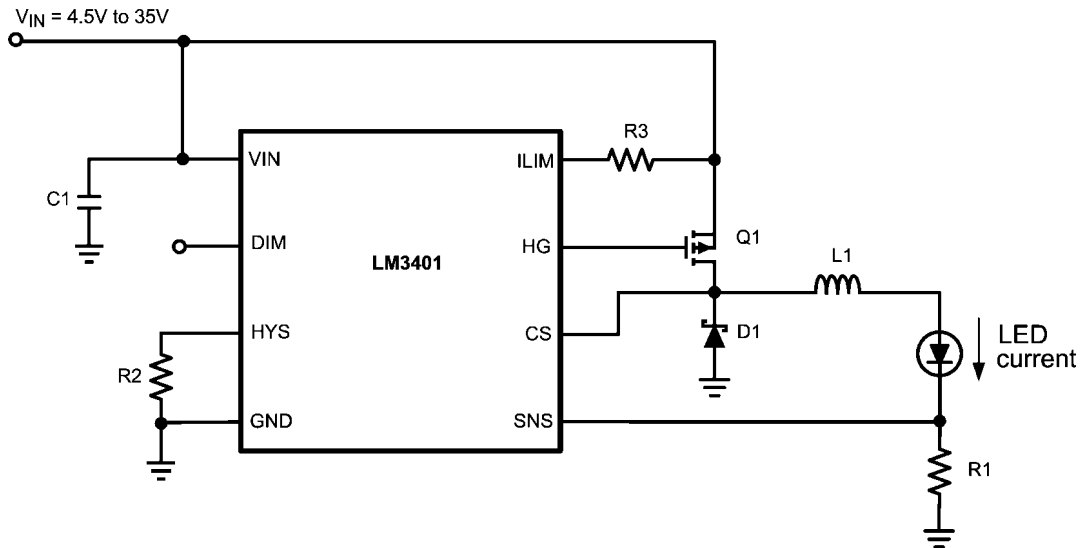 VIN = 4.5V to 35V
R3
VIN
ILIM
C1
DIM
HG
Q1
LM3401
L1
HYS
CS
D1
LED
current
R2
GND
SNS
R1